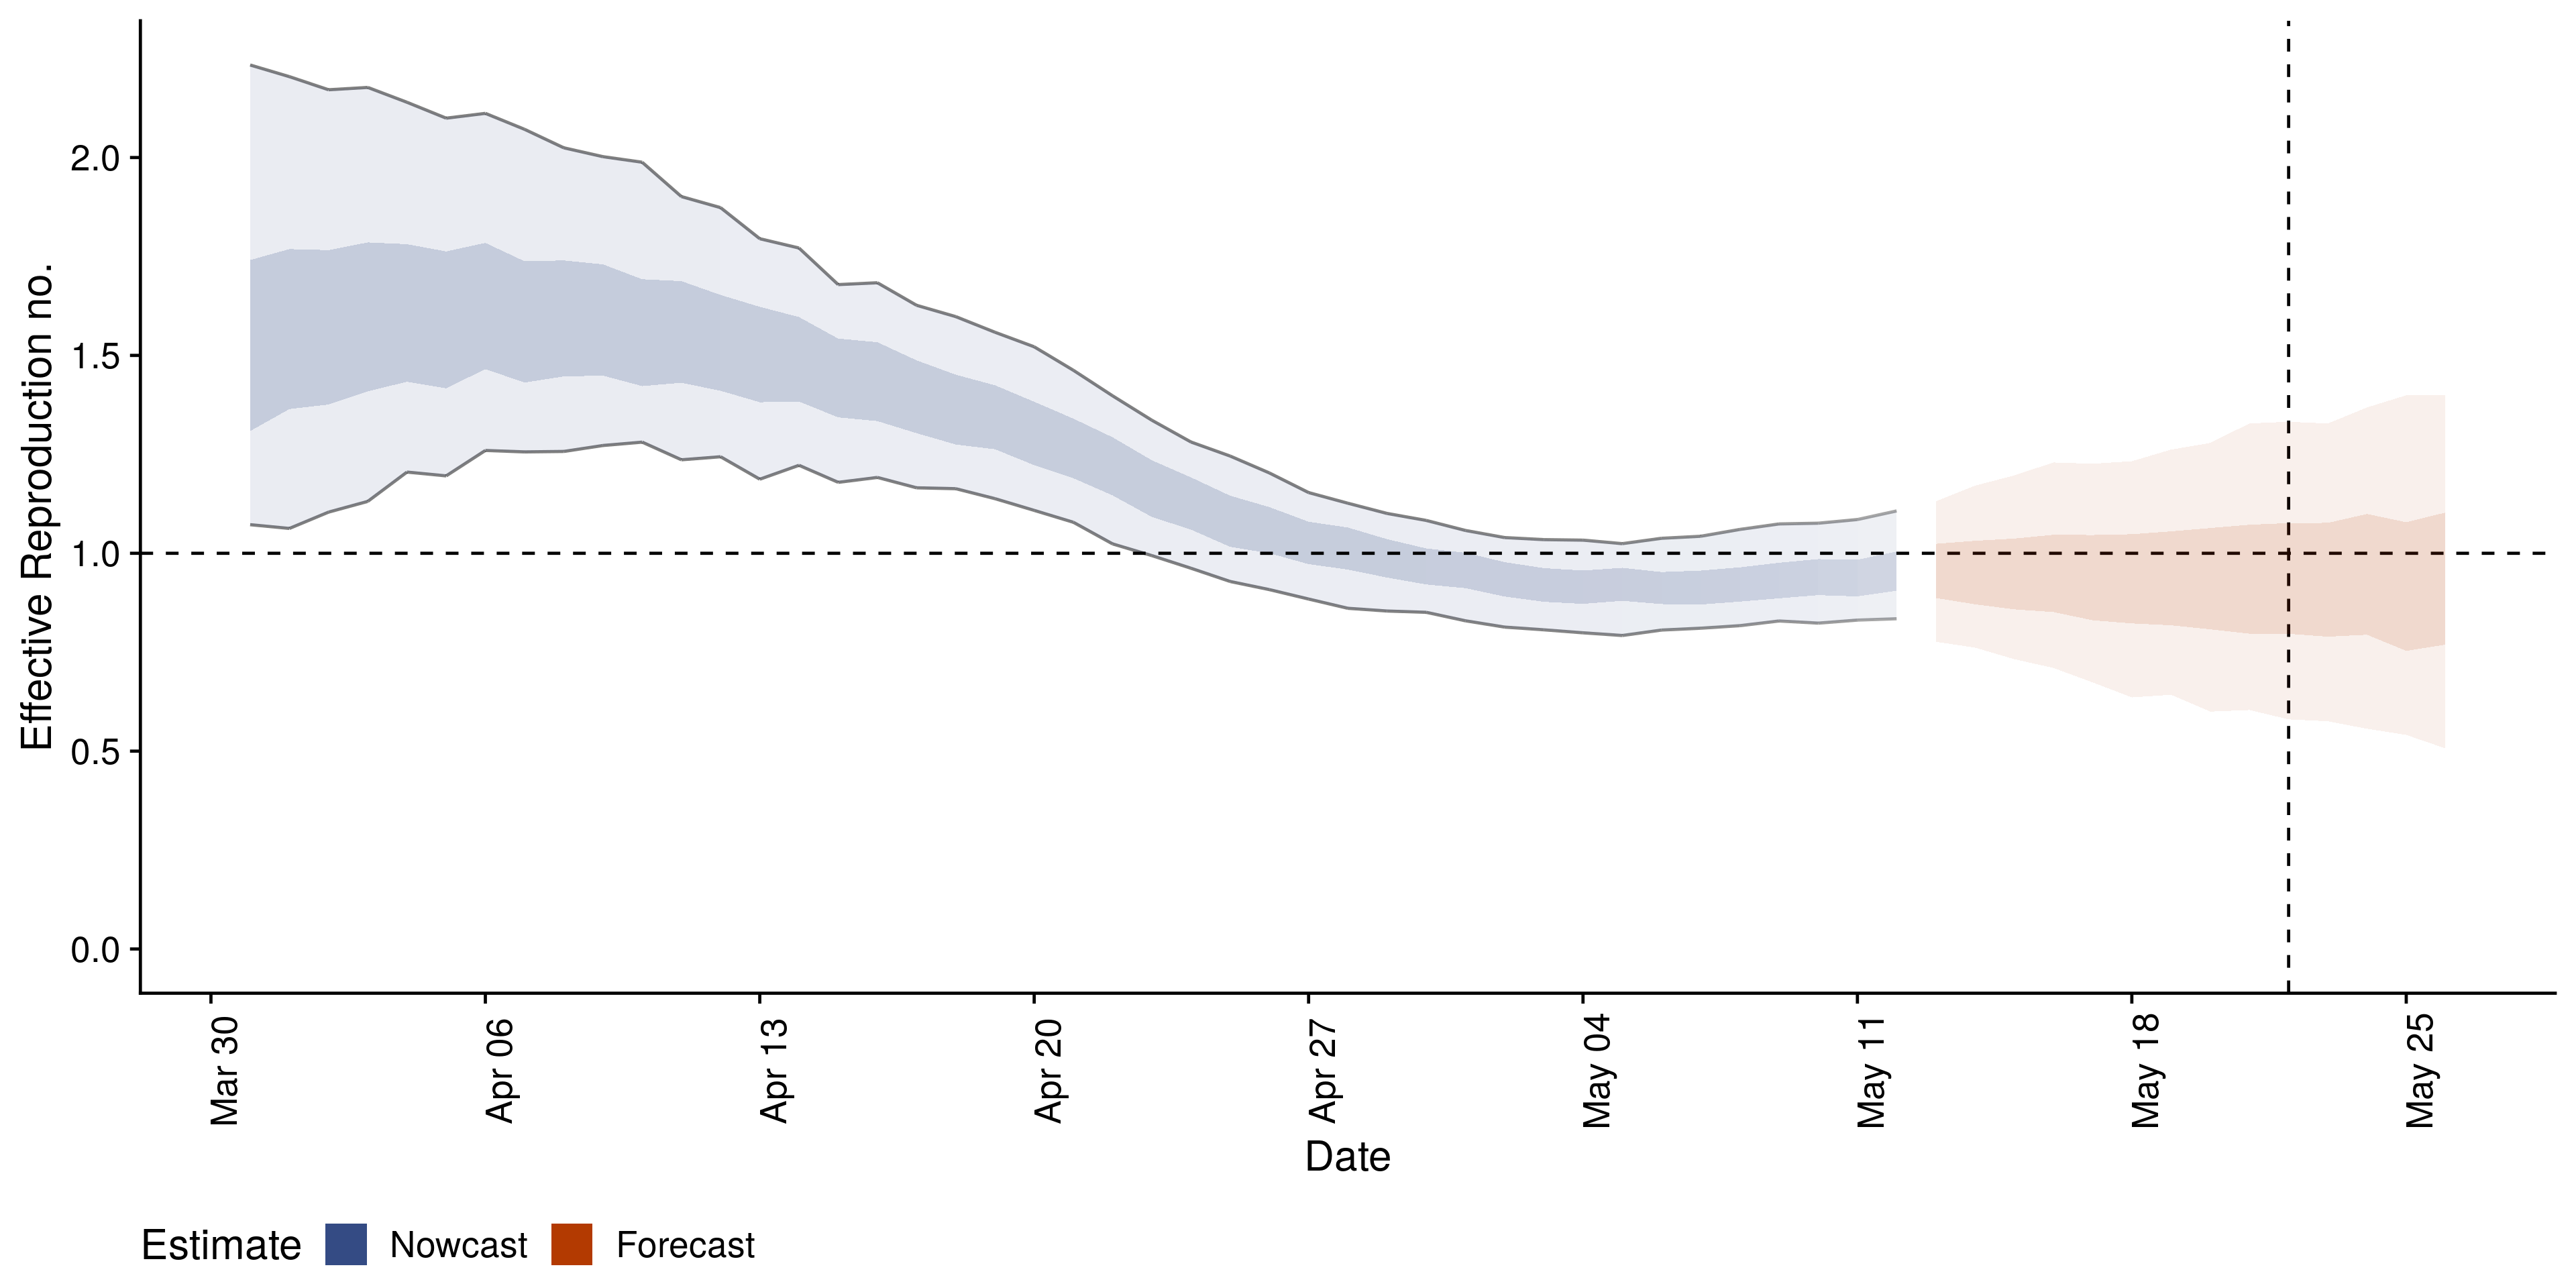 Effective Reproduction no.
2.0
1.5
1.0
0.5
0.0
Mar 30
Apr 06
Apr 13
Apr 20
Apr 27
May 04
May 11
May 18
May 25
Date
Estimate Nowcast Forecast